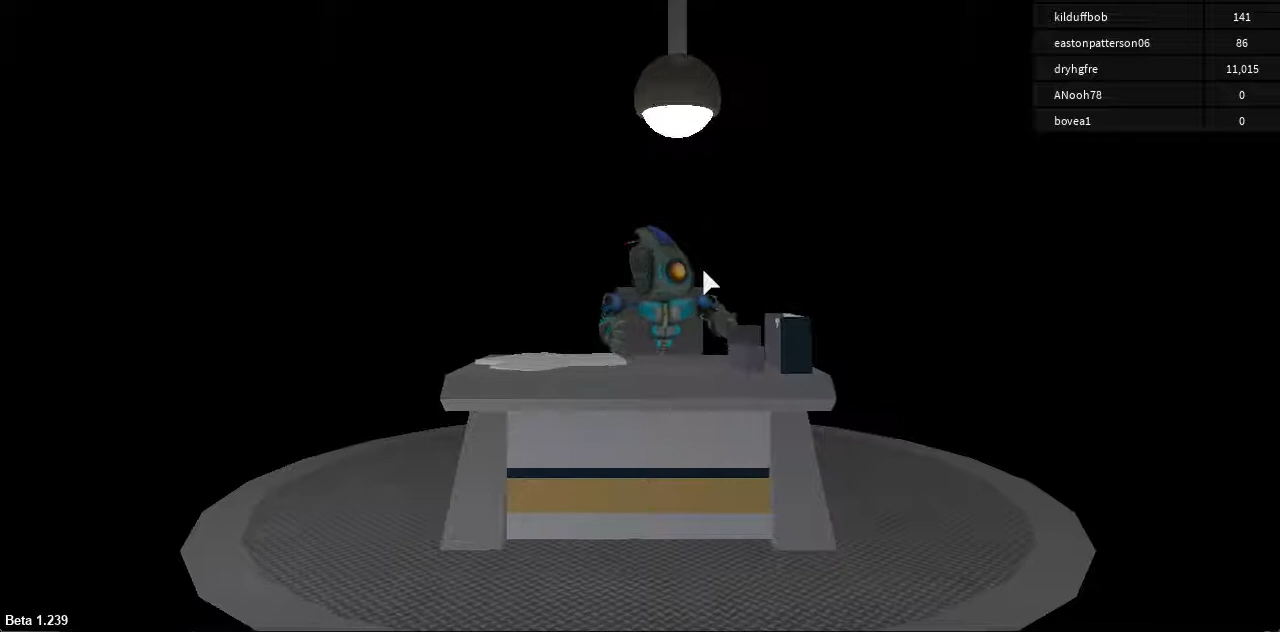 kilduffbob 141
eastonpatterson06 86
dryhgfre 11,015
ANooh78 0
bovea1 0
Beta 1.239